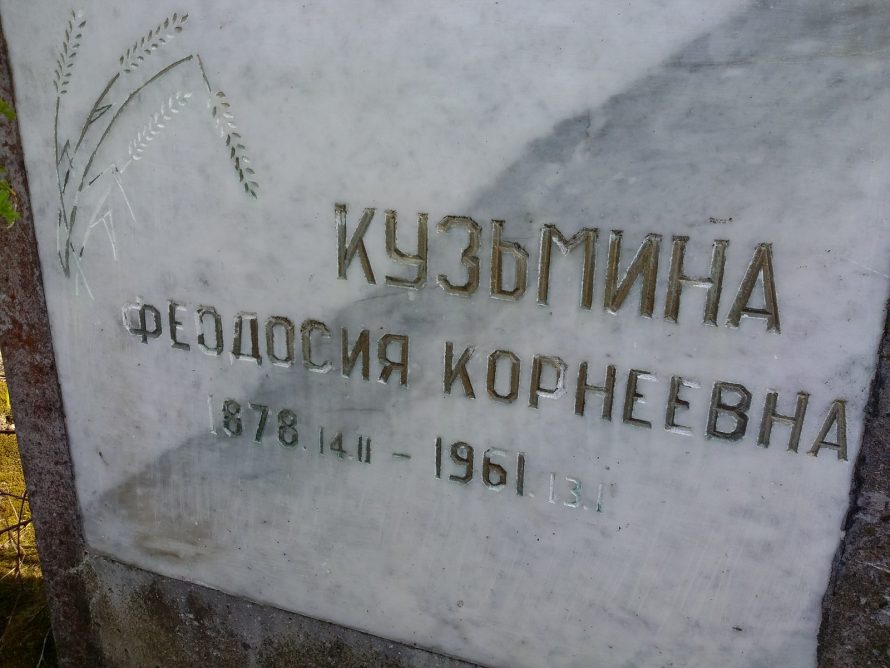 КУЗЬМИНА
ФЕОДОСИЯ КОРНЕЕВНА
1878.14.II – 1961.13.I